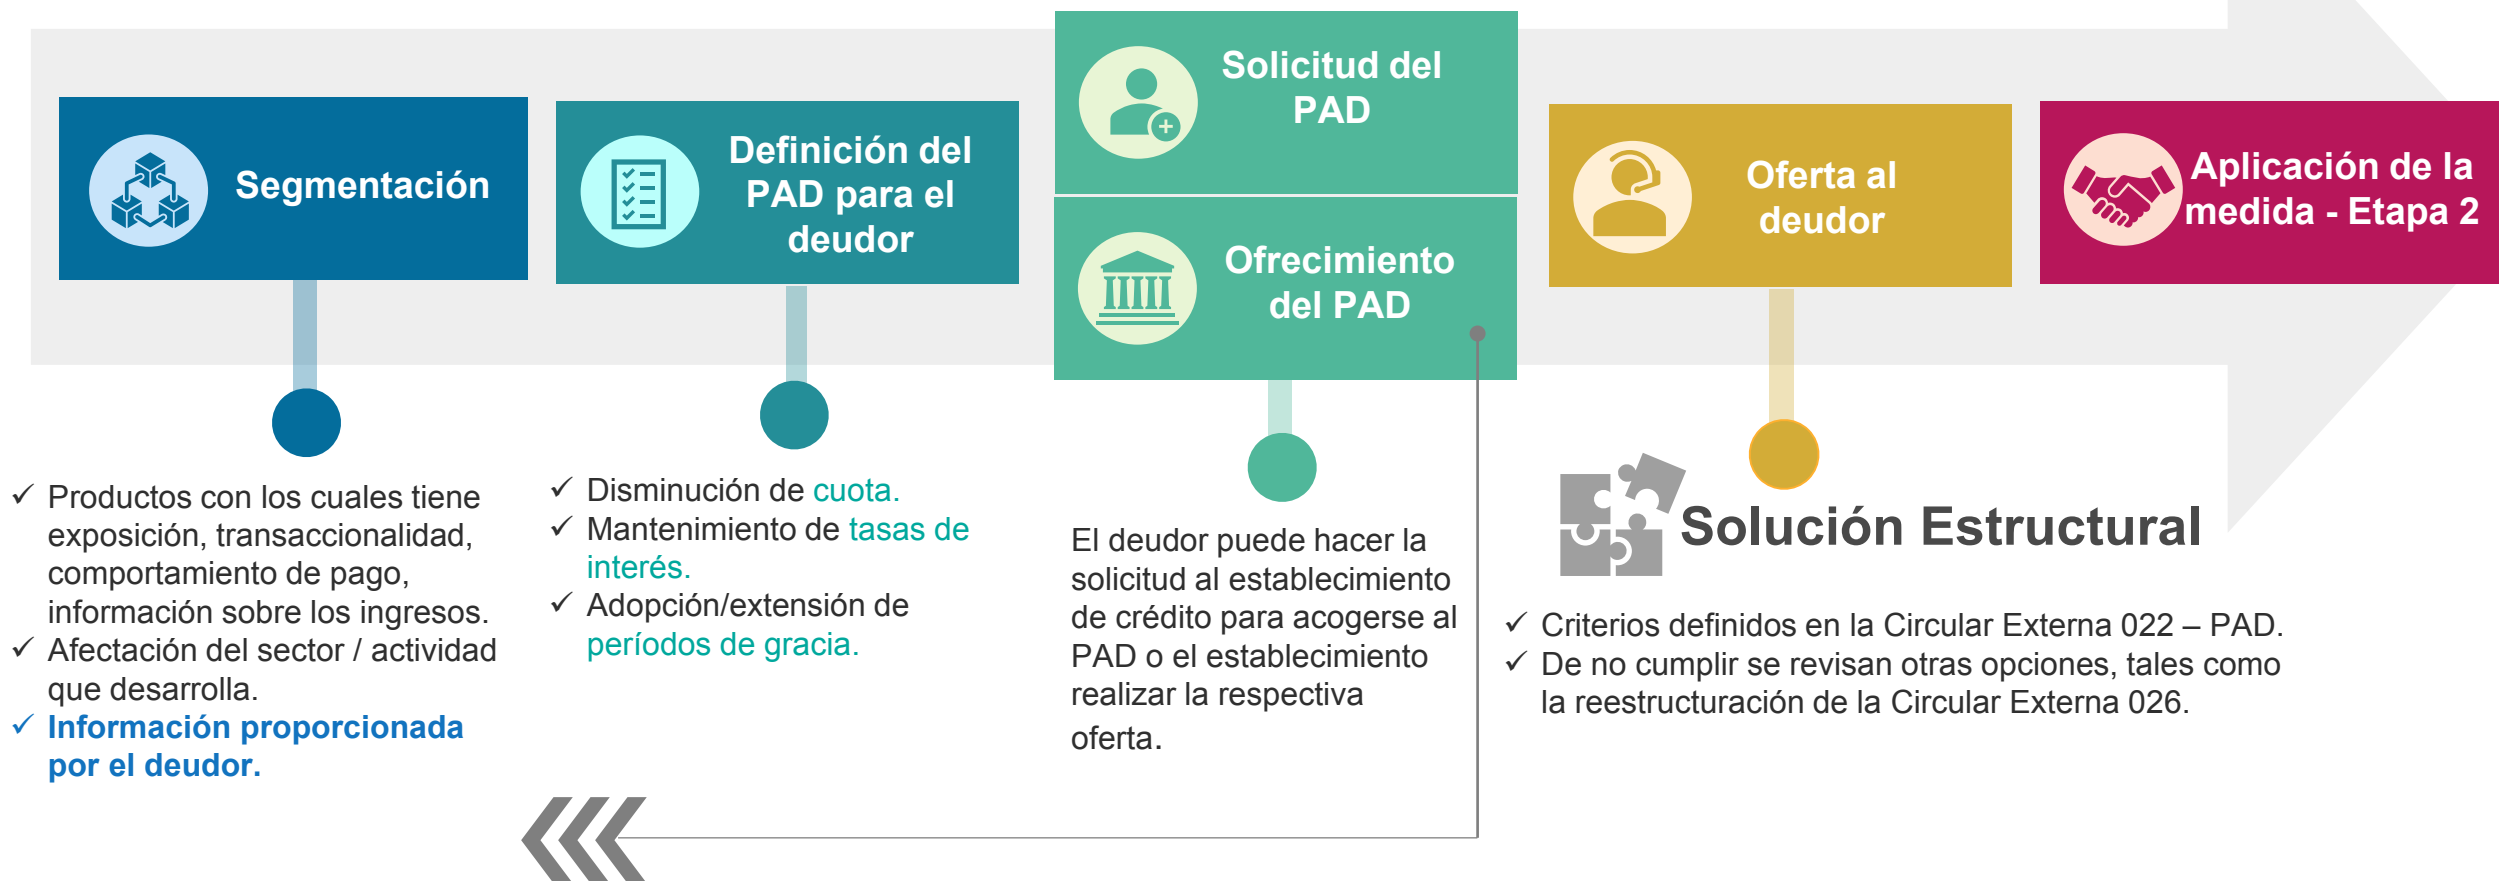 Segmentación
Definición del
PAD para el
deudor
Solicitud del
PAD
Ofrecimiento
del PAD
Oferta al
deudor
Aplicación de la
medida - Etapa 2
✓ Productos con los cuales tiene
exposición, transaccionalidad,
comportamiento de pago,
información sobre los ingresos.
✓ Afectación del sector / actividad
que desarrolla.
✓ Información proporcionada
por el deudor.
✓ Disminución de cuota.
✓ Mantenimiento de tasas de
interés.
✓ Adopción/extensión de
períodos de gracia.
El deudor puede hacer la
solicitud al establecimiento
de crédito para acogerse al
PAD o el establecimiento
realizar la respectiva
oferta.
Solución Estructural
✓ Criterios definidos en la Circular Externa 022 – PAD.
✓ De no cumplir se revisan otras opciones, tales como
la reestructuración de la Circular Externa 026.